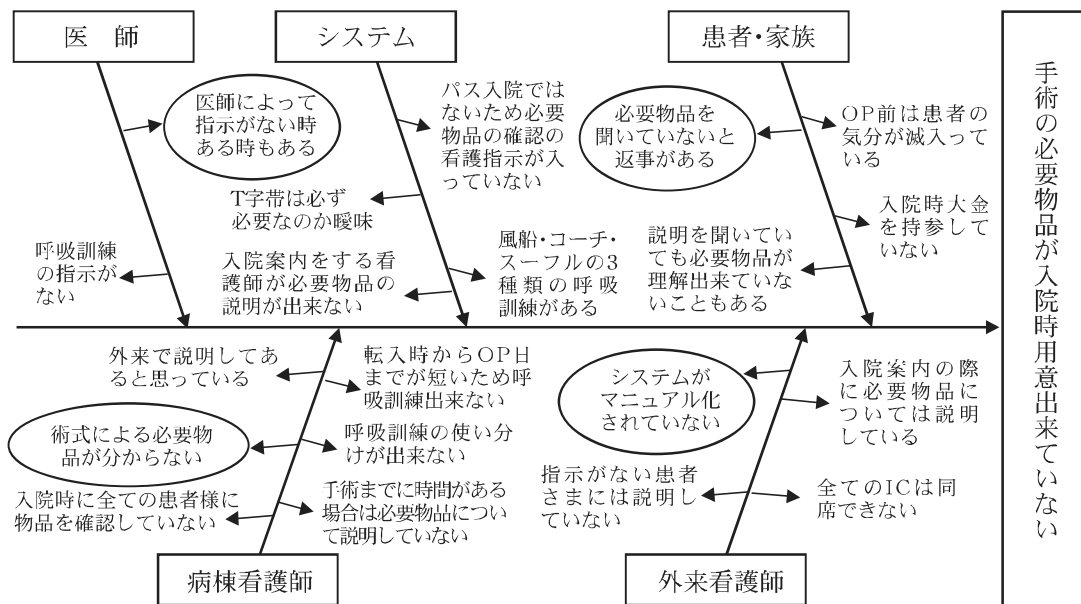 医　師
システム
患者・家族
医師によって
指示がない時
ある時もある
呼吸訓練
の指示が
ない
パス入院では
ないため必要
物品の確認の
看護指示が入
っていない
T字帯は必ず
必要なのか曖昧
入院案内をする看
護師が必要物品の
説明が出来ない
風船・コーチ・
スーフルの3
種類の呼吸
訓練がある
必要物品を
聞いていないと
返事がある
OP前は患者の
気分が滅入って
いる
入院時大金
を持参して
いない
説明を聞いてい
ても必要物品が
理解出来ていな
いこともある
手術の必要物品が入院時用意出来ていない
外来で説明してあ
ると思っている
転入時からOP日
までが短いため呼
吸訓練出来ない
術式による必要物
品が分からない
呼吸訓練の使い分
けが出来ない
入院時に全ての患者様に
物品を確認していない
手術までに時間がある
場合は必要物品につい
て説明していない
システムが
マニュアル化
されていない
入院案内の際
に必要物品に
ついては説明
している
指示がない患者
さまには説明し
ていない
全てのICは同
席できない
病棟看護師
外来看護師